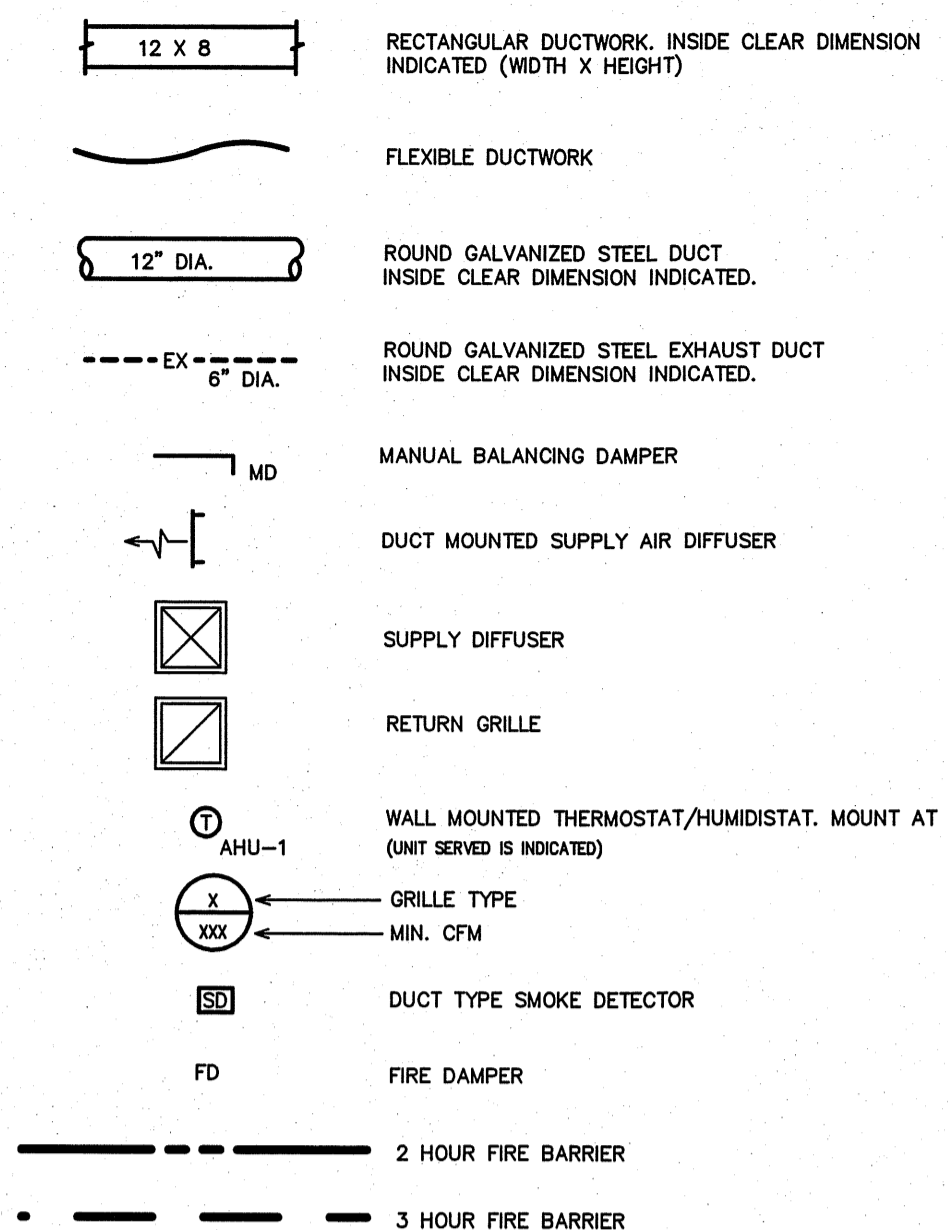 12 X 8
RECTANGULAR DUCTWORK. INSIDE CLEAR DIMENSION
INDICATED (WIDTH X HEIGHT)
FLEXIBLE DUCTWORK
12" DIA.
ROUND GALVANIZED STEEL DUCT
INSIDE CLEAR DIMENSION INDICATED.
EX
6" DIA.
ROUND GALVANIZED STEEL EXHAUST DUCT
INSIDE CLEAR DIMENSION INDICATED.
MD
MANUAL BALANCING DAMPER
DUCT MOUNTED SUPPLY AIR DIFFUSER
SUPPLY DIFFUSER
RETURN GRILLE
T
AHU-1
WALL MOUNTED THERMOSTAT/HUMIDISTAT. MOUNT AT
(UNIT SERVED IS INDICATED)
X
GRILLE TYPE
XXX
MIN. CFM
SD
DUCT TYPE SMOKE DETECTOR
FD
FIRE DAMPER
2 HOUR FIRE BARRIER
3 HOUR FIRE BARRIER